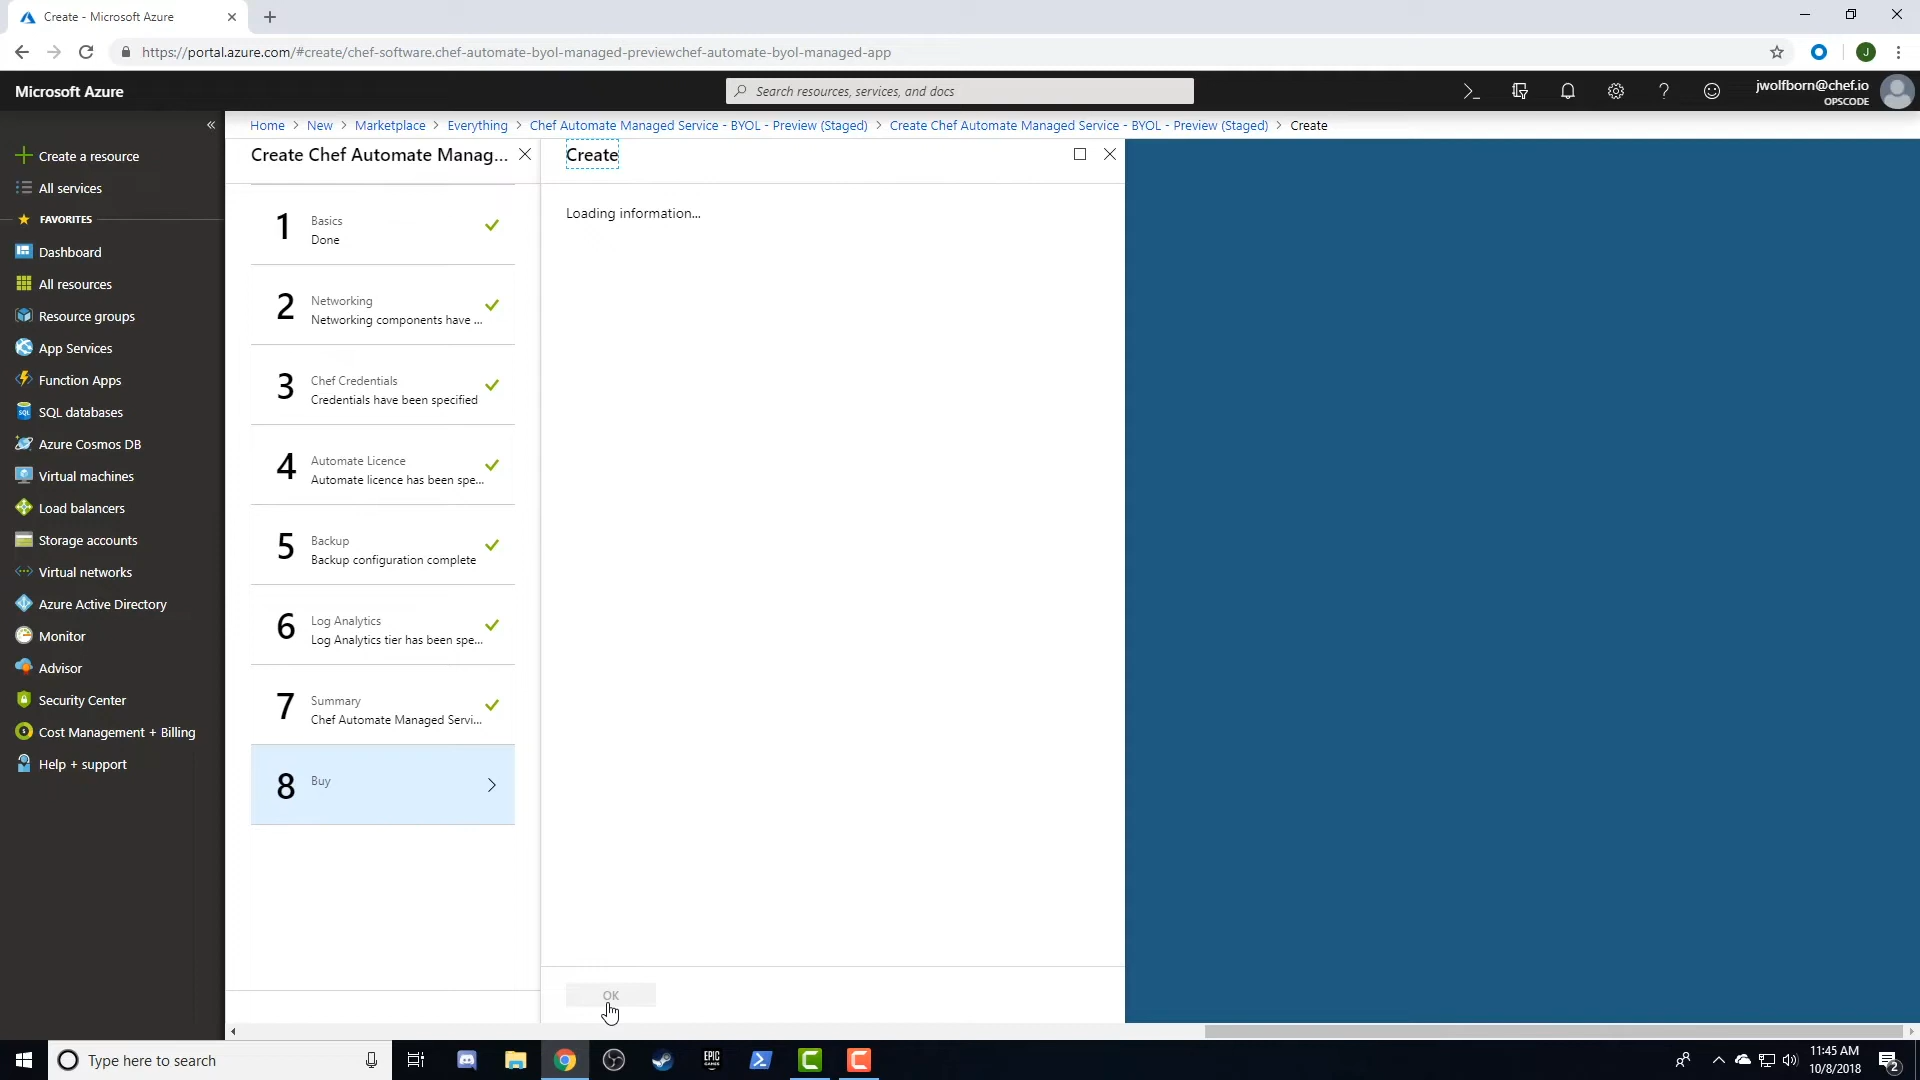 Create - Microsoft Azure
https://portal.azure.com/#create/chef-software.chef-automate-byol-managed-previewchef-automate-byol-managed-app
J
Microsoft Azure
Search resources, services, and docs
jwolfborn@chef.io
OPSCODE
Home > New > Marketplace > Everything > Chef Automate Managed Service - BYOL - Preview (Staged) > Create Chef Automate Managed Service - BYOL - Preview (Staged) > Create
Create a resource
All services
FAVORITES
Dashboard
All resources
Resource groups
App Services
Function Apps
SQL databases
Azure Cosmos DB
Virtual machines
Load balancers
Storage accounts
Virtual networks
Azure Active Directory
Monitor
Advisor
Security Center
Cost Management + Billing
Help + support
Create Chef Automate Manag...
1 Basics
Done
2 Networking
Networking components have ...
3 Chef Credentials
Credentials have been specified
4 Automate Licence
Automate licence has been spe...
5 Backup
Backup configuration complete
6 Log Analytics
Log Analytics tier has been spe...
7 Summary
Chef Automate Managed Servi...
8 Buy
Create
Loading information...
OK
Type here to search
EPIC
GAMES
11:45 AM
10/8/2018
2